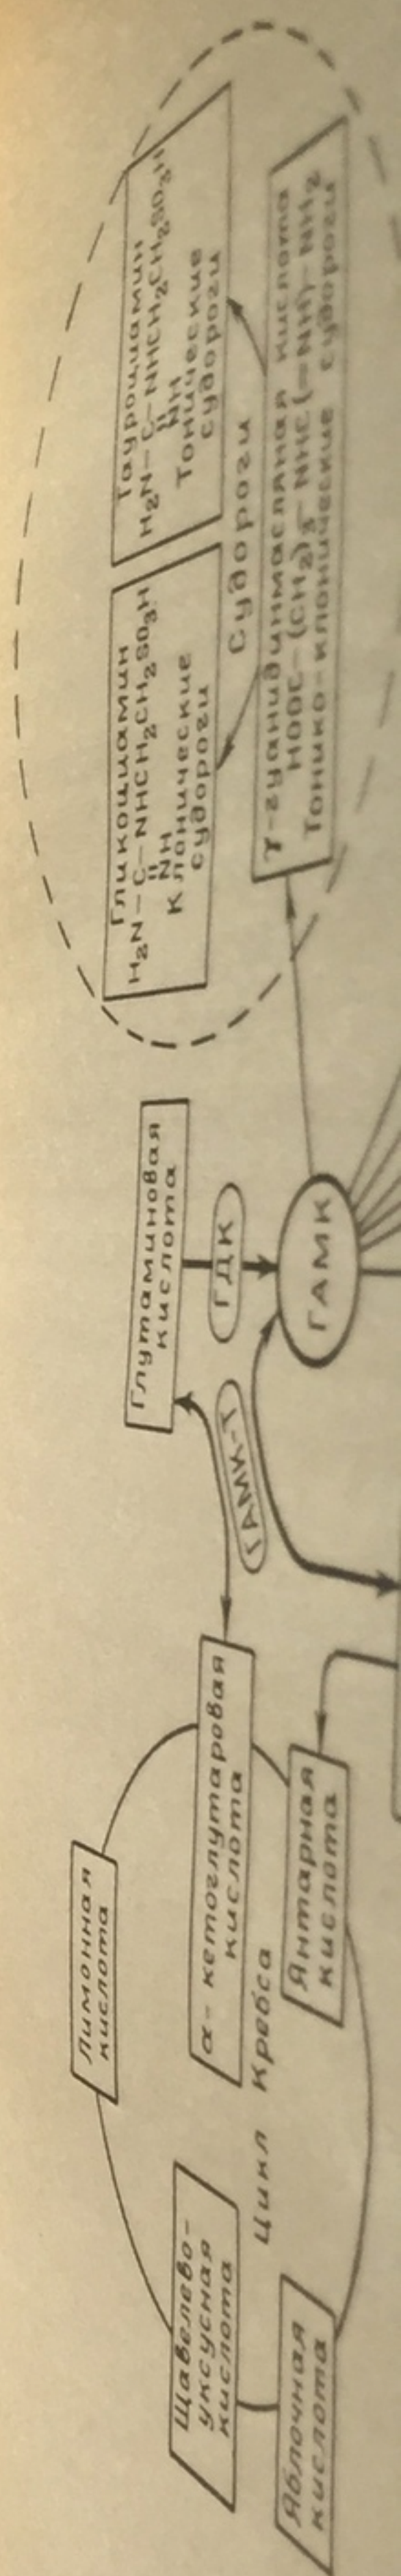 Лимонная
кислота
Щавелево-
уксусная
кислота
α-кетоглутаровая
кислота
Цикл Кребса
Яблочная
кислота
Янтарная
кислота
Глутаминовая
кислота
ГДК
ГАМК-Т
ГАМК
Гликоциамин
H₂N–C–NHCH₂CH₂SO₃H
NH
Клонические
судороги
Тауроциамин
H₂N–C–NHCH₂CH₂SO₃H
NH
Тонические
судороги
Судороги
γ-гуанидинмасляная кислота
HOOC–(CH₂)₃–NHC(=NH)–NH₂
Тонико-клонические судороги